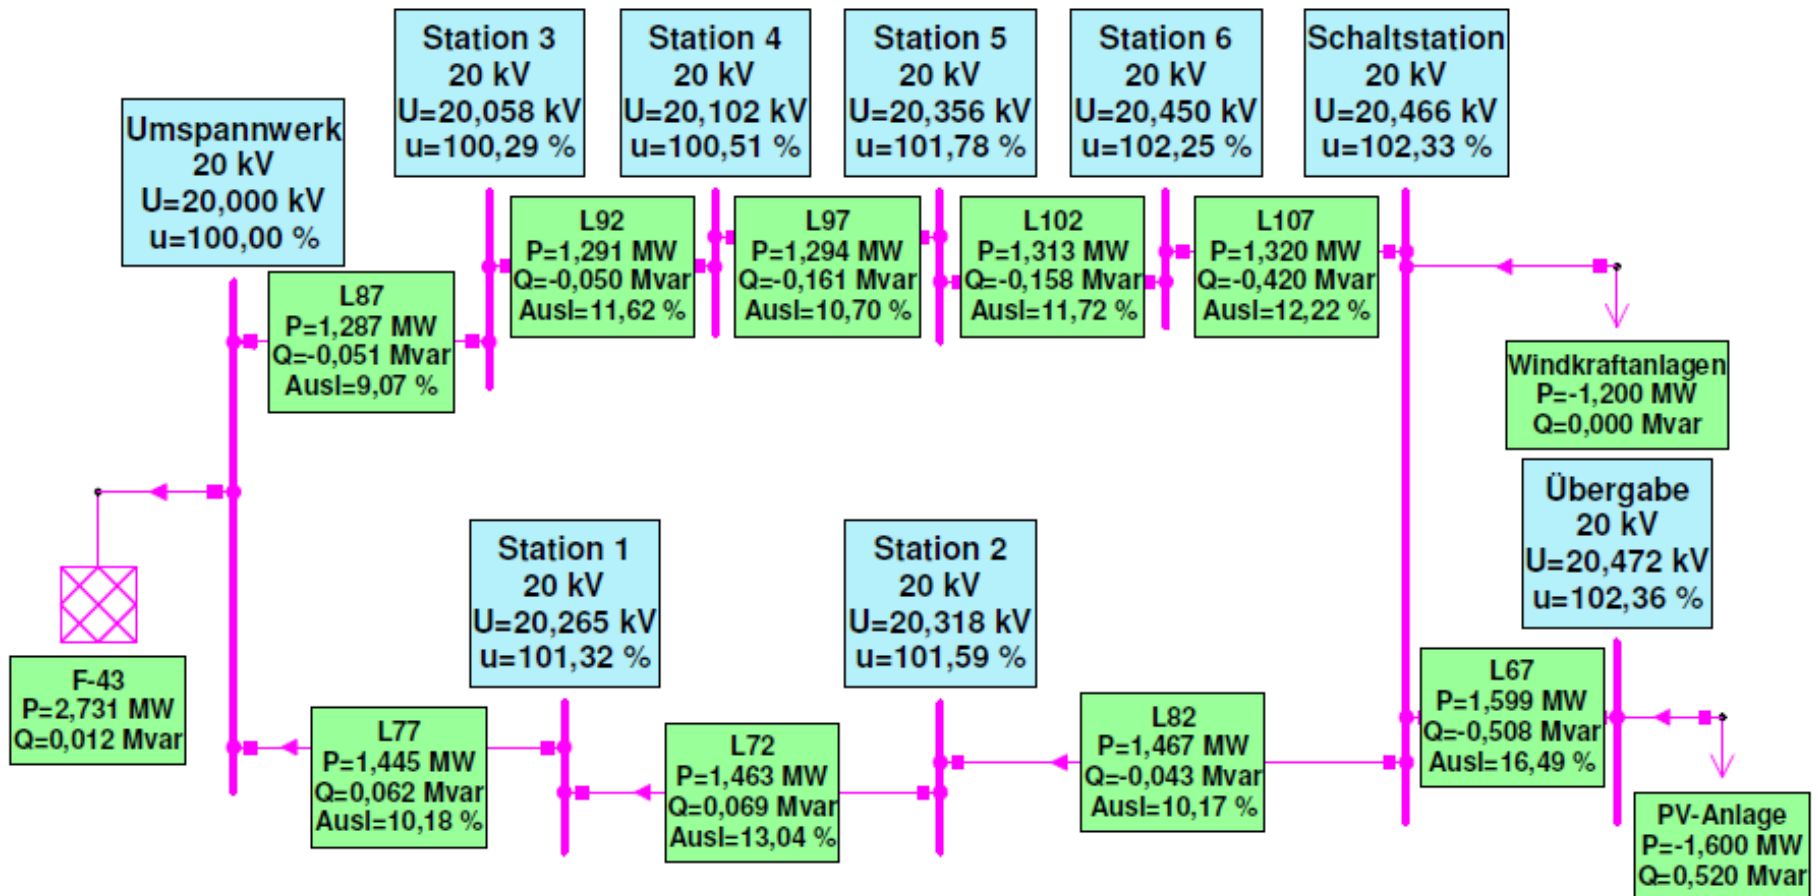 Station 3
20 kV
U=20,058 kV
u=100,29 %
Station 4
20 kV
U=20,102 kV
u=100,51 %
Station 5
20 kV
U=20,356 kV
u=101,78 %
Station 6
20 kV
U=20,450 kV
u=102,25 %
Schaltstation
20 kV
U=20,466 kV
u=102,33 %
Umspannwerk
20 kV
U=20,000 kV
u=100,00 %
L87
P=1,287 MW
Q=-0,051 Mvar
Ausl=9,07 %
L92
P=1,291 MW
Q=-0,050 Mvar
Ausl=11,62 %
L97
P=1,294 MW
Q=-0,161 Mvar
Ausl=10,70 %
L102
P=1,313 MW
Q=-0,158 Mvar
Ausl=11,72 %
L107
P=1,320 MW
Q=-0,420 Mvar
Ausl=12,22 %
Windkraftanlagen
P=-1,200 MW
Q=0,000 Mvar
Übergabe
20 kV
U=20,472 kV
u=102,36 %
Station 1
20 kV
U=20,265 kV
u=101,32 %
Station 2
20 kV
U=20,318 kV
u=101,59 %
F-43
P=2,731 MW
Q=0,012 Mvar
L77
P=1,445 MW
Q=0,062 Mvar
Ausl=10,18 %
L72
P=1,463 MW
Q=0,069 Mvar
Ausl=13,04 %
L82
P=1,467 MW
Q=-0,043 Mvar
Ausl=10,17 %
L67
P=1,599 MW
Q=-0,508 Mvar
Ausl=16,49 %
PV-Anlage
P=-1,600 MW
Q=0,520 Mvar